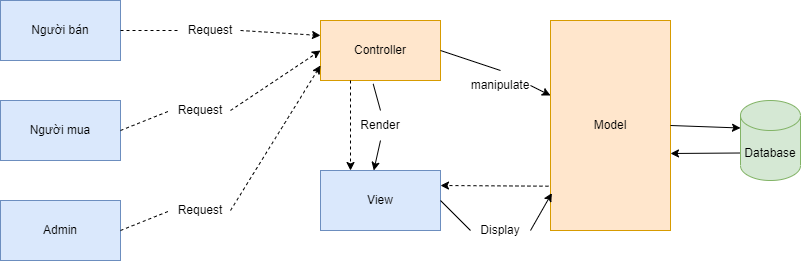 Người bán
Request
Controller
manipulate
Người mua
Request
Render
Model
Database
Admin
Request
View
Display